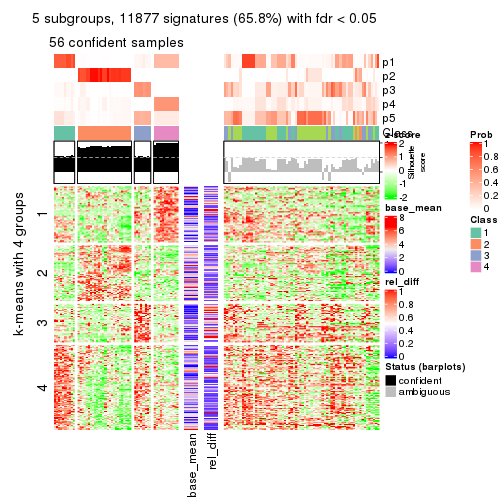 5 subgroups, 11877 signatures (65.8%) with fdr < 0.05
56 confident samples
p1
p2
p3
p4
p5
Class
z-score
2
1
0
-1
-2
Silhouette
score
Prob
1
0.8
0.6
0.4
0.2
0
base_mean
8
6
4
2
0
Class
1
2
3
4
rel_diff
1
0.8
0.6
0.4
0.2
0
Status (barplots)
confident
ambiguous
k-means with 4 groups
1
2
3
4
base_mean
rel_diff